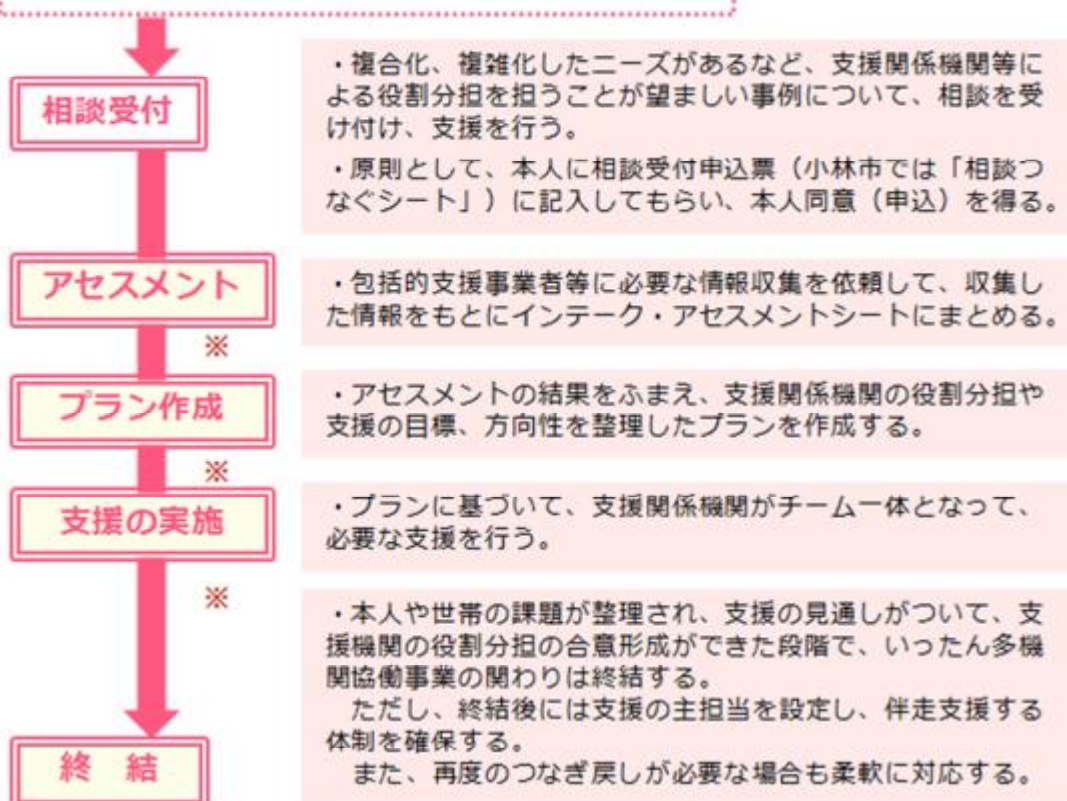 相談受付
・複合化、複雑化したニーズがあるなど、支援関係機関等に
よる役割分担を担うことが望ましい事例について、相談を受
け付け、支援を行う。
・原則として、本人に相談受付申込票（小林市では「相談つ
なぐシート」）に記入してもらい、本人同意（申込）を得る。
アセスメント
・包括的支援事業者等に必要な情報収集を依頼して、収集し
た情報をもとにインテーク・アセスメントシートにまとめる。
※
プラン作成
・アセスメントの結果をふまえ、支援関係機関の役割分担や
支援の目標、方向性を整理したプランを作成する。
※
支援の実施
・プランに基づいて、支援関係機関がチーム一体となって、
必要な支援を行う。
※
・本人や世帯の課題が整理され、支援の見通しがついて、支
援機関の役割分担の合意形成ができた段階で、いったん多機
関協働事業の関わりは終結する。
ただし、終結後には支援の主担当を設定し、伴走支援する
体制を確保する。
また、再度のつなぎ戻しが必要な場合も柔軟に対応する。
終　結